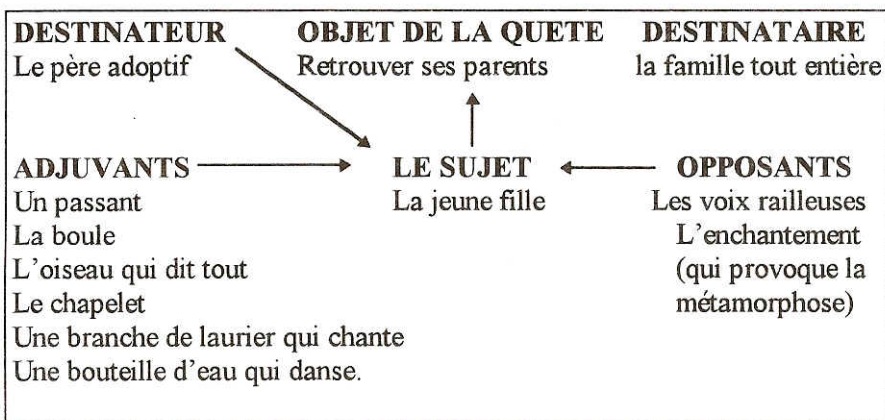 DESTINATEUR OBJET DE LA QUETE DESTINATAIRE
Le père adoptif Retrouver ses parents la famille tout entière
ADJUVANTS LE SUJET OPPOSANTS
Un passant La jeune fille Les voix railleuses
La boule L'enchantement
L'oiseau qui dit tout (qui provoque la
Le chapelet métamorphose)
Une branche de laurier qui chante
Une bouteille d'eau qui danse.